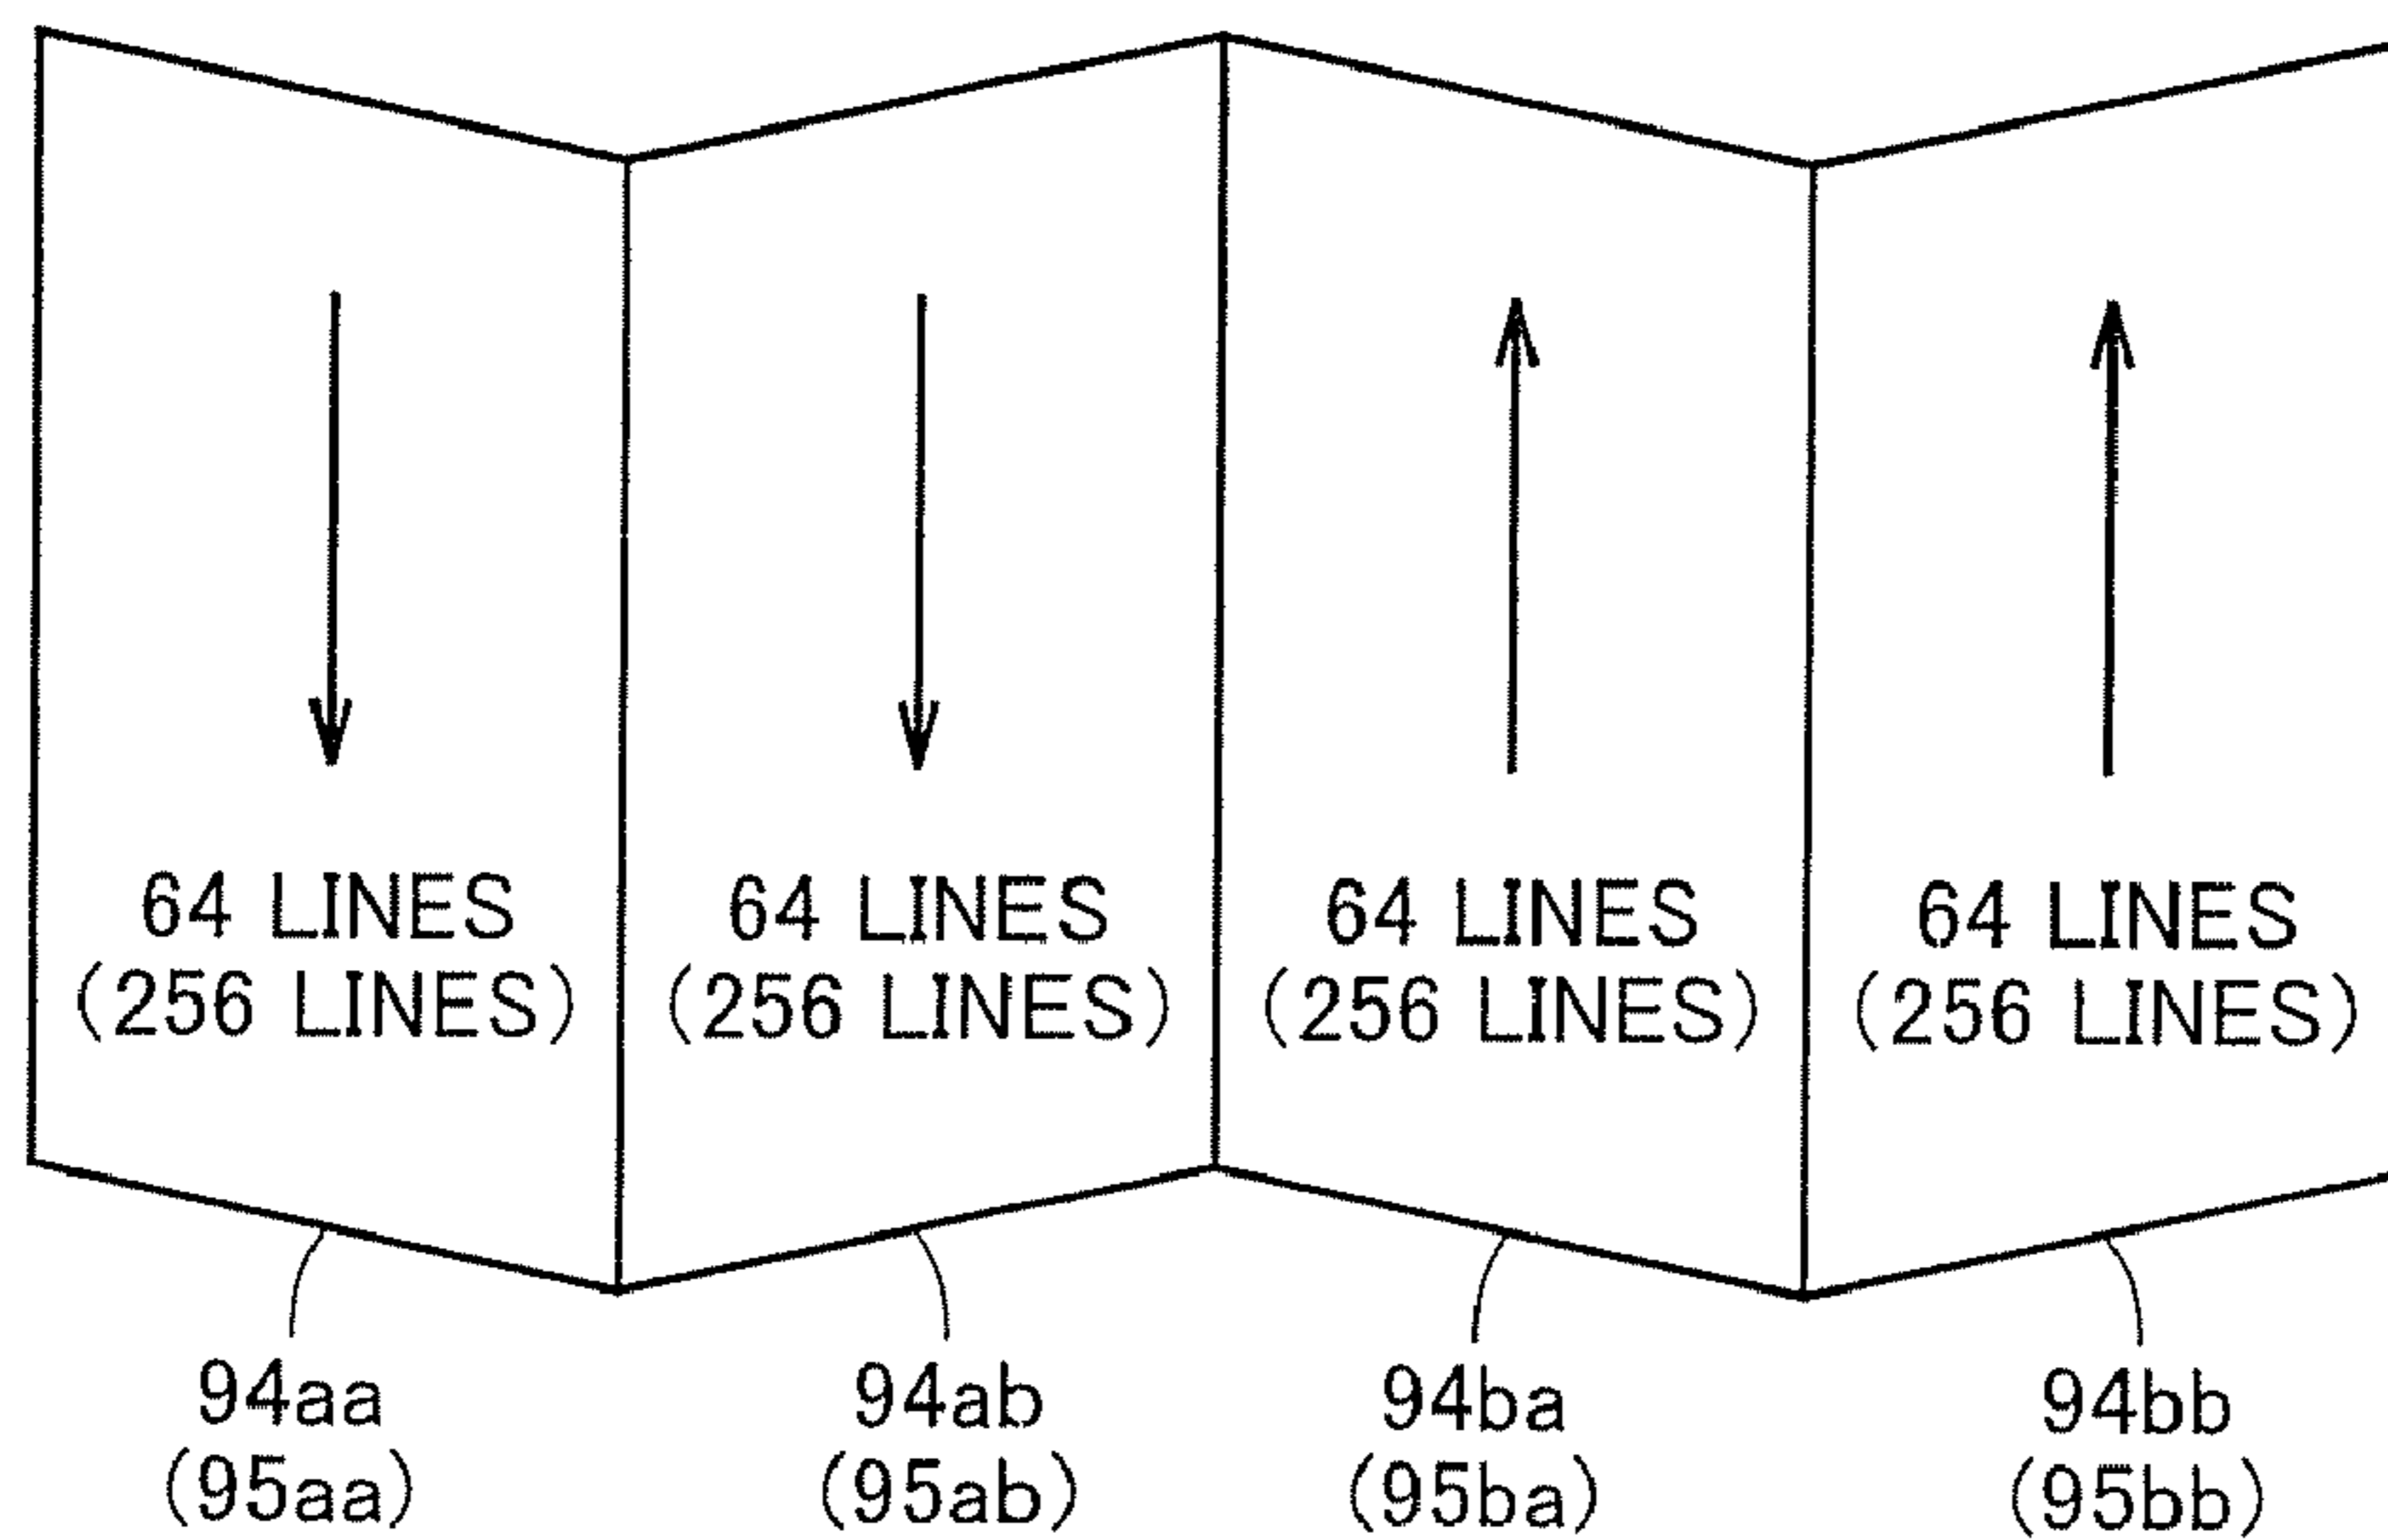 64 LINES
(256 LINES)
64 LINES
(256 LINES)
64 LINES
(256 LINES)
64 LINES
(256 LINES)
94aa
(95aa)
94ab
(95ab)
94ba
(95ba)
94bb
(95bb)